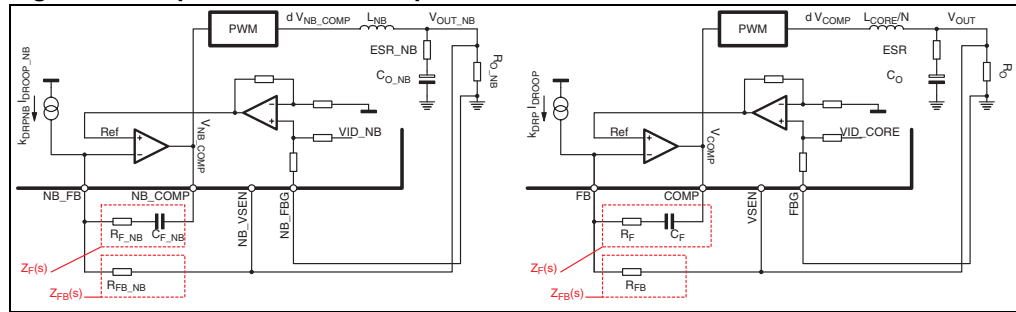 PWM
d V_NB_COMP
L_NB
V_OUT_NB
ESR_NB
C_O_NB
R_O_NB
k_DRPNB I_DROOP_NB
Ref
V_NB_COMP
VID_NB
NB_FB
NB_COMP
NB_VSEN
NB_FBG
R_F_NB
C_F_NB
Z_F(s)
R_FB_NB
Z_FB(s)
PWM
d V_COMP
L_CORE/N
V_OUT
ESR
C_O
R_O
k_DRP I_DROOP
Ref
V_COMP
VID_CORE
FB
COMP
VSEN
FBG
R_F
C_F
Z_F(s)
R_FB
Z_FB(s)